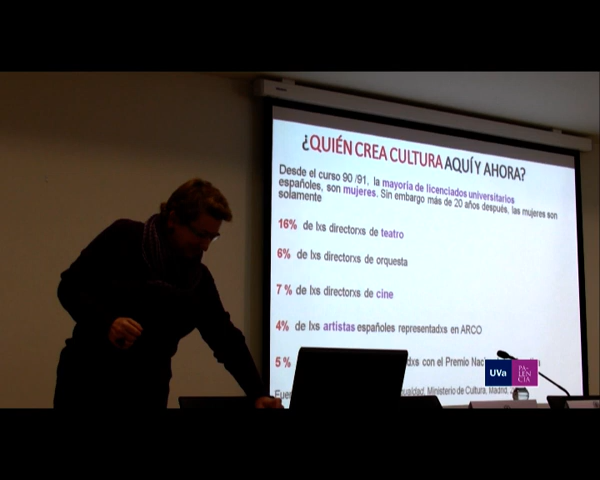 ¿QUIÉN CREA CULTURA AQUÍ Y AHORA?
Desde el curso 90 /91, la mayoría de licenciados universitarios
españoles, son mujeres. Sin embargo más de 20 años después, las mujeres son
solamente
16% de lxs directorxs de teatro
6% de lxs directorxs de orquesta
7 % de lxs directorxs de cine
4% de lxs artistas españoles representadxs en ARCO
5 % dxs con el Premio
Ministerio de Cultura, Madrid,
UVa
PA-
LENCIA